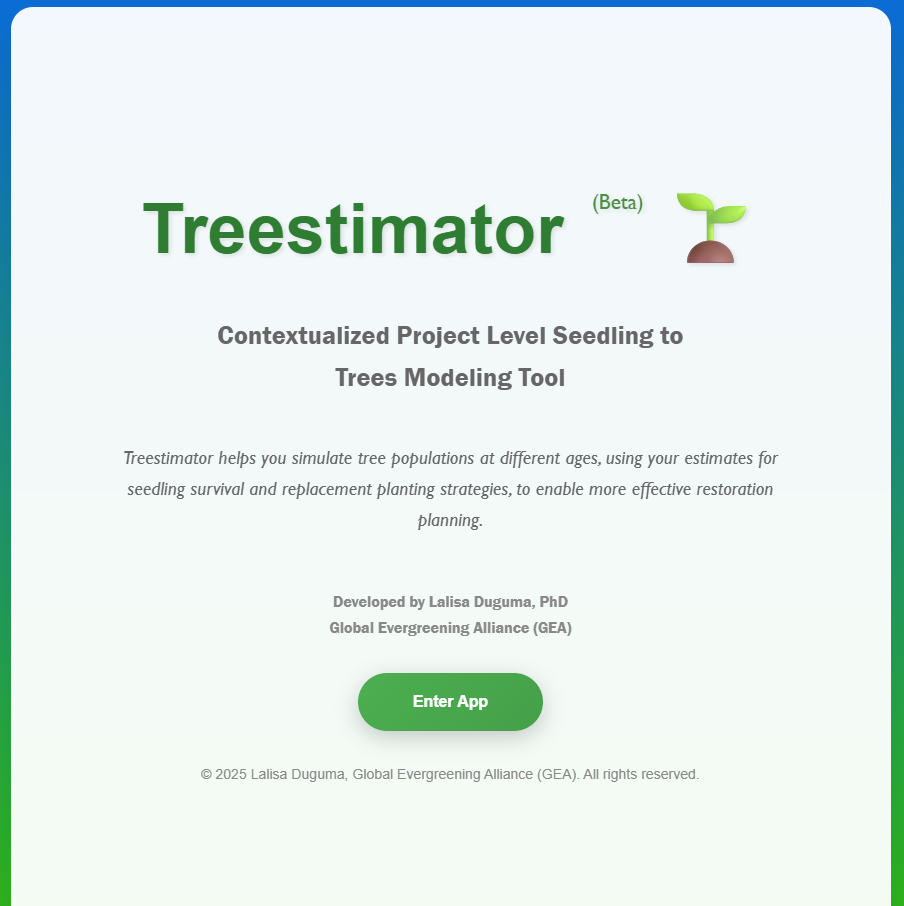 Treestimator (Beta)
Contextualized Project Level Seedling to
Trees Modeling Tool
Treestimator helps you simulate tree populations at different ages, using your estimates for
seedling survival and replacement planting strategies, to enable more effective restoration
planning.
Developed by Lalisa Duguma, PhD
Global Evergreening Alliance (GEA)
Enter App
© 2025 Lalisa Duguma, Global Evergreening Alliance (GEA). All rights reserved.